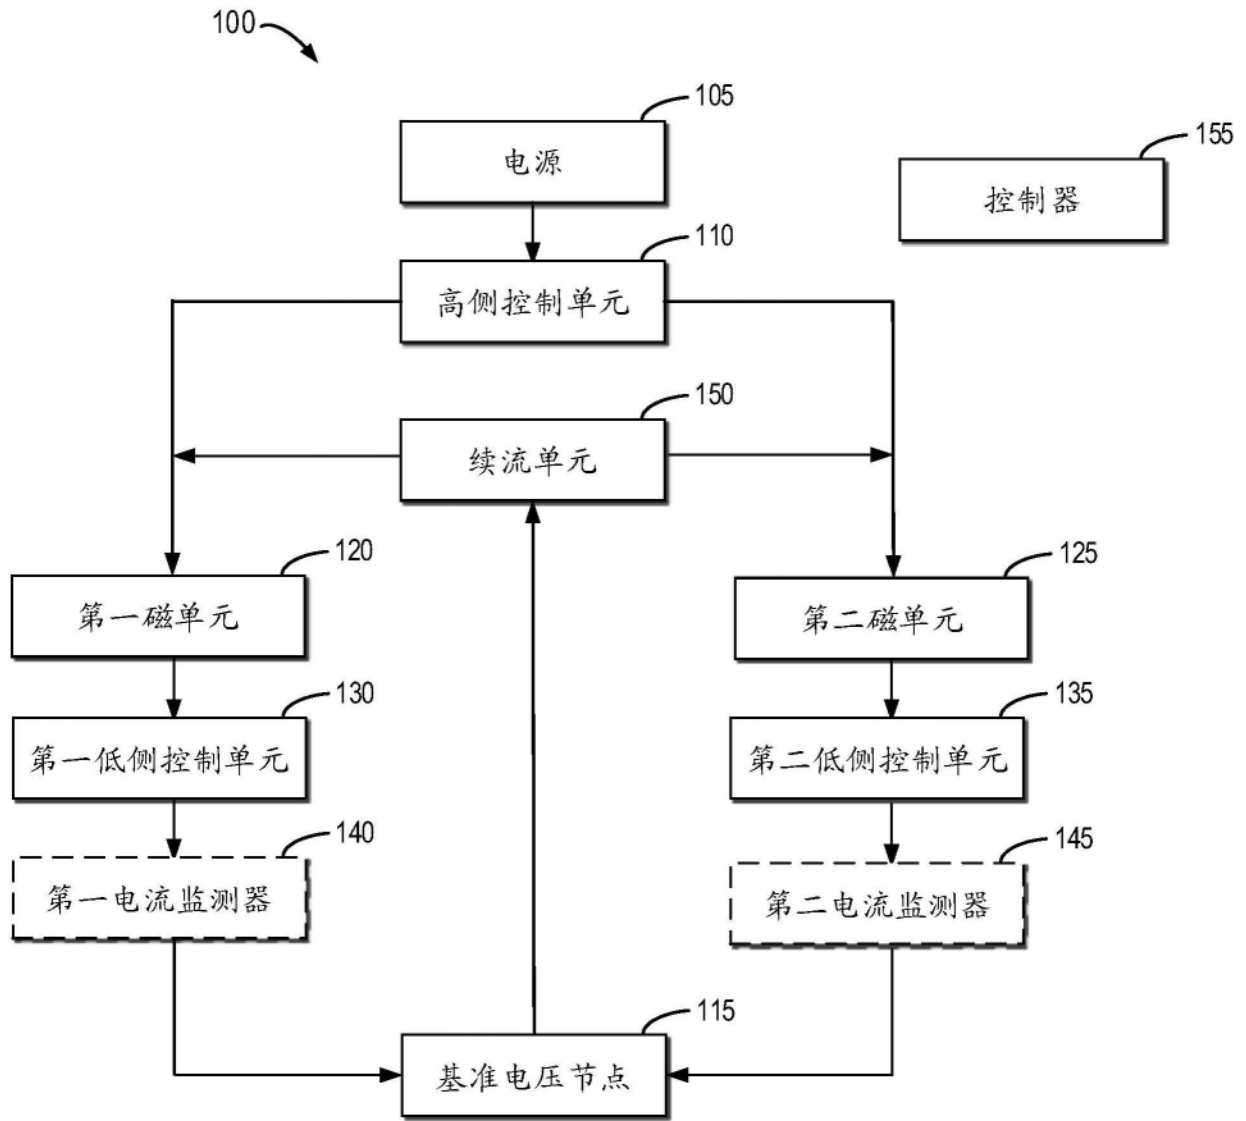 100
105
电源
155
控制器
110
高侧控制单元
150
续流单元
120
第一磁单元
125
第二磁单元
130
第一低侧控制单元
135
第二低侧控制单元
140
第一电流监测器
145
第二电流监测器
115
基准电压节点